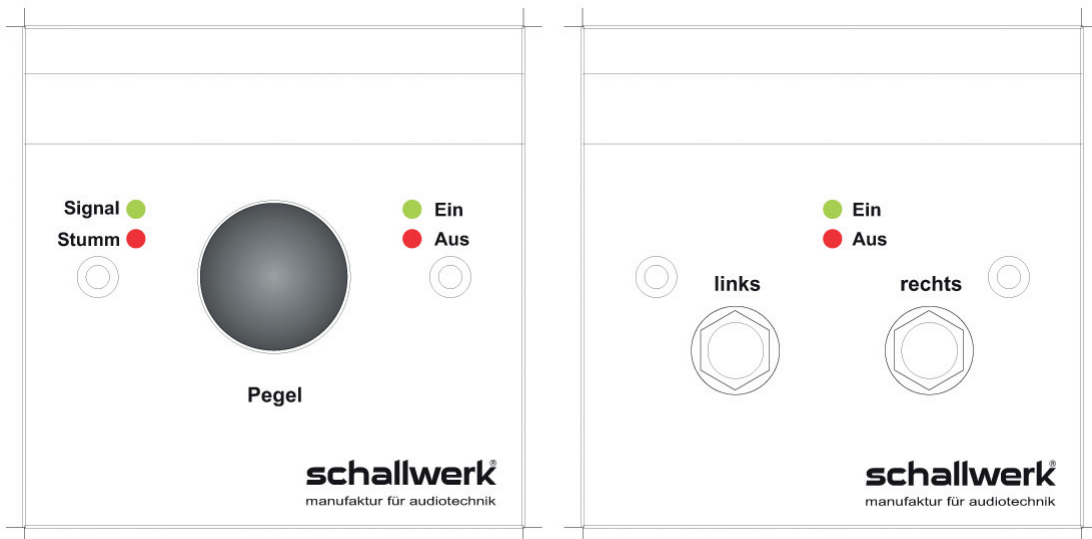 Signal
Stumm
Ein
Aus
Pegel
schallwerk®
manufaktur für audiotechnik
Ein
Aus
links
rechts
schallwerk®
manufaktur für audiotechnik